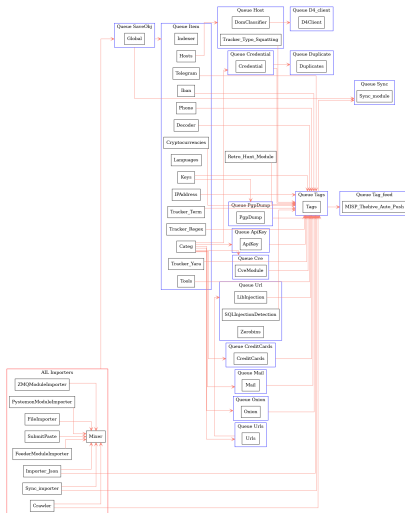 Queue SaveObj
Global
Queue Item
Indexer
Hosts
Telegram
Iban
Phone
Decoder
Cryptocurrencies
Languages
Keys
IPAddress
Tracker_Term
Tracker_Regex
Categ
Tracker_Yara
Tools
Queue Host
DomClassifier
Tracker_Typo_Squatting
Queue D4_client
D4Client
Queue Credential
Credential
Queue Duplicate
Duplicates
Queue Sync
Sync_module
Retro_Hunt_Module
Queue Tags
Tags
Queue Tag_feed
MISP_Thehive_Auto_Push
Queue PgpDump
PgpDump
Queue ApiKey
ApiKey
Queue Cve
CveModule
Queue Url
LibInjection
SQLInjectionDetection
Zerobins
Queue CreditCards
CreditCards
Queue Mail
Mail
Queue Onion
Onion
Queue Urls
Urls
AIL Importers
ZMQModuleImporter
PystemonModuleImporter
FileImporter
SubmitPaste
FeederModuleImporter
Importer_Json
Sync_importer
Crawler
Mixer